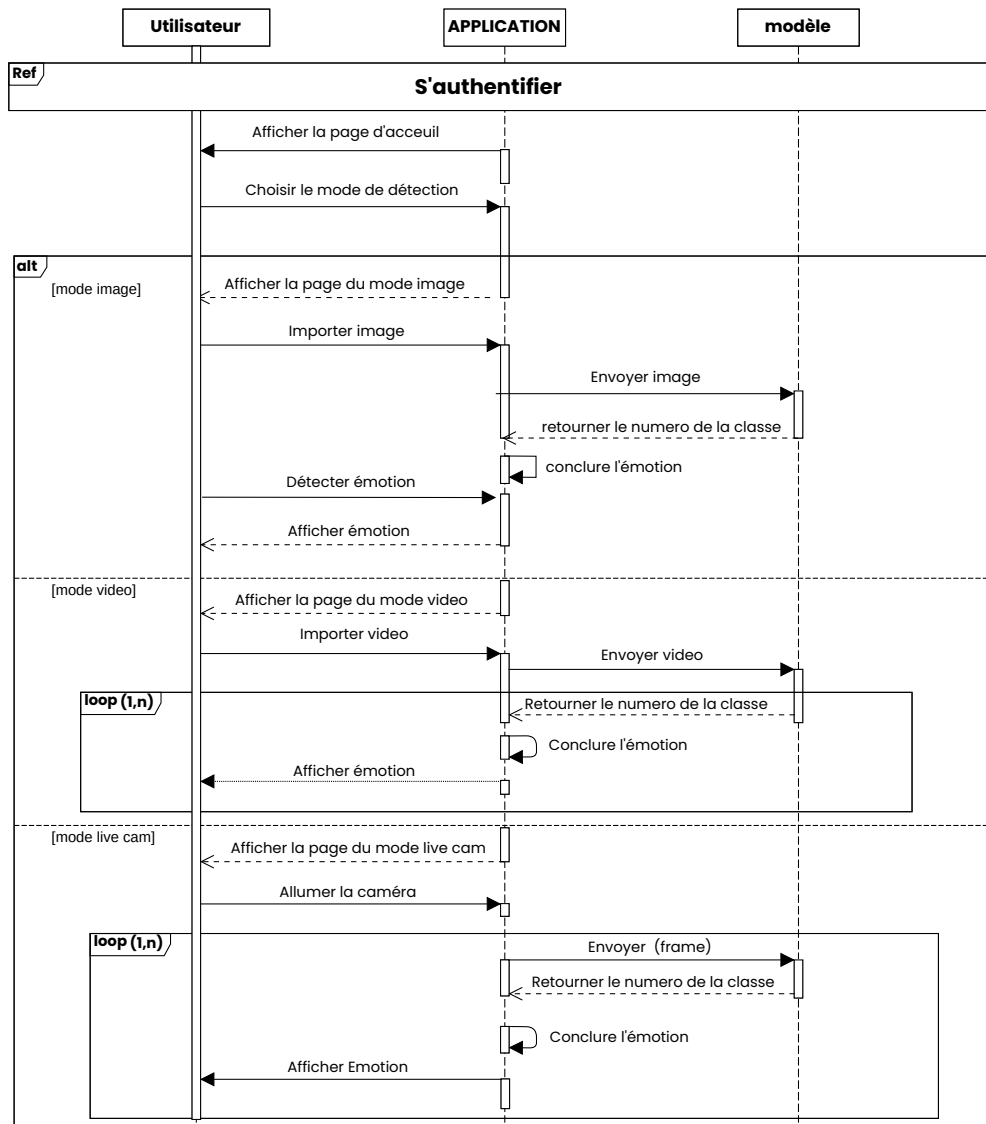 Utilisateur
APPLICATION
modèle
Ref
S'authentifier
Afficher la page d'acceuil
Choisir le mode de détection
alt
[mode image]
Afficher la page du mode image
Importer image
Envoyer image
retourner le numero de la classe
conclure l'émotion
Détecter émotion
Afficher émotion
[mode video]
Afficher la page du mode video
Importer video
Envoyer video
loop (1,n)
Retourner le numero de la classe
Conclure l'émotion
Afficher émotion
[mode live cam]
Afficher la page du mode live cam
Allumer la caméra
loop (1,n)
Envoyer (frame)
Retourner le numero de la classe
Conclure l'émotion
Afficher Emotion